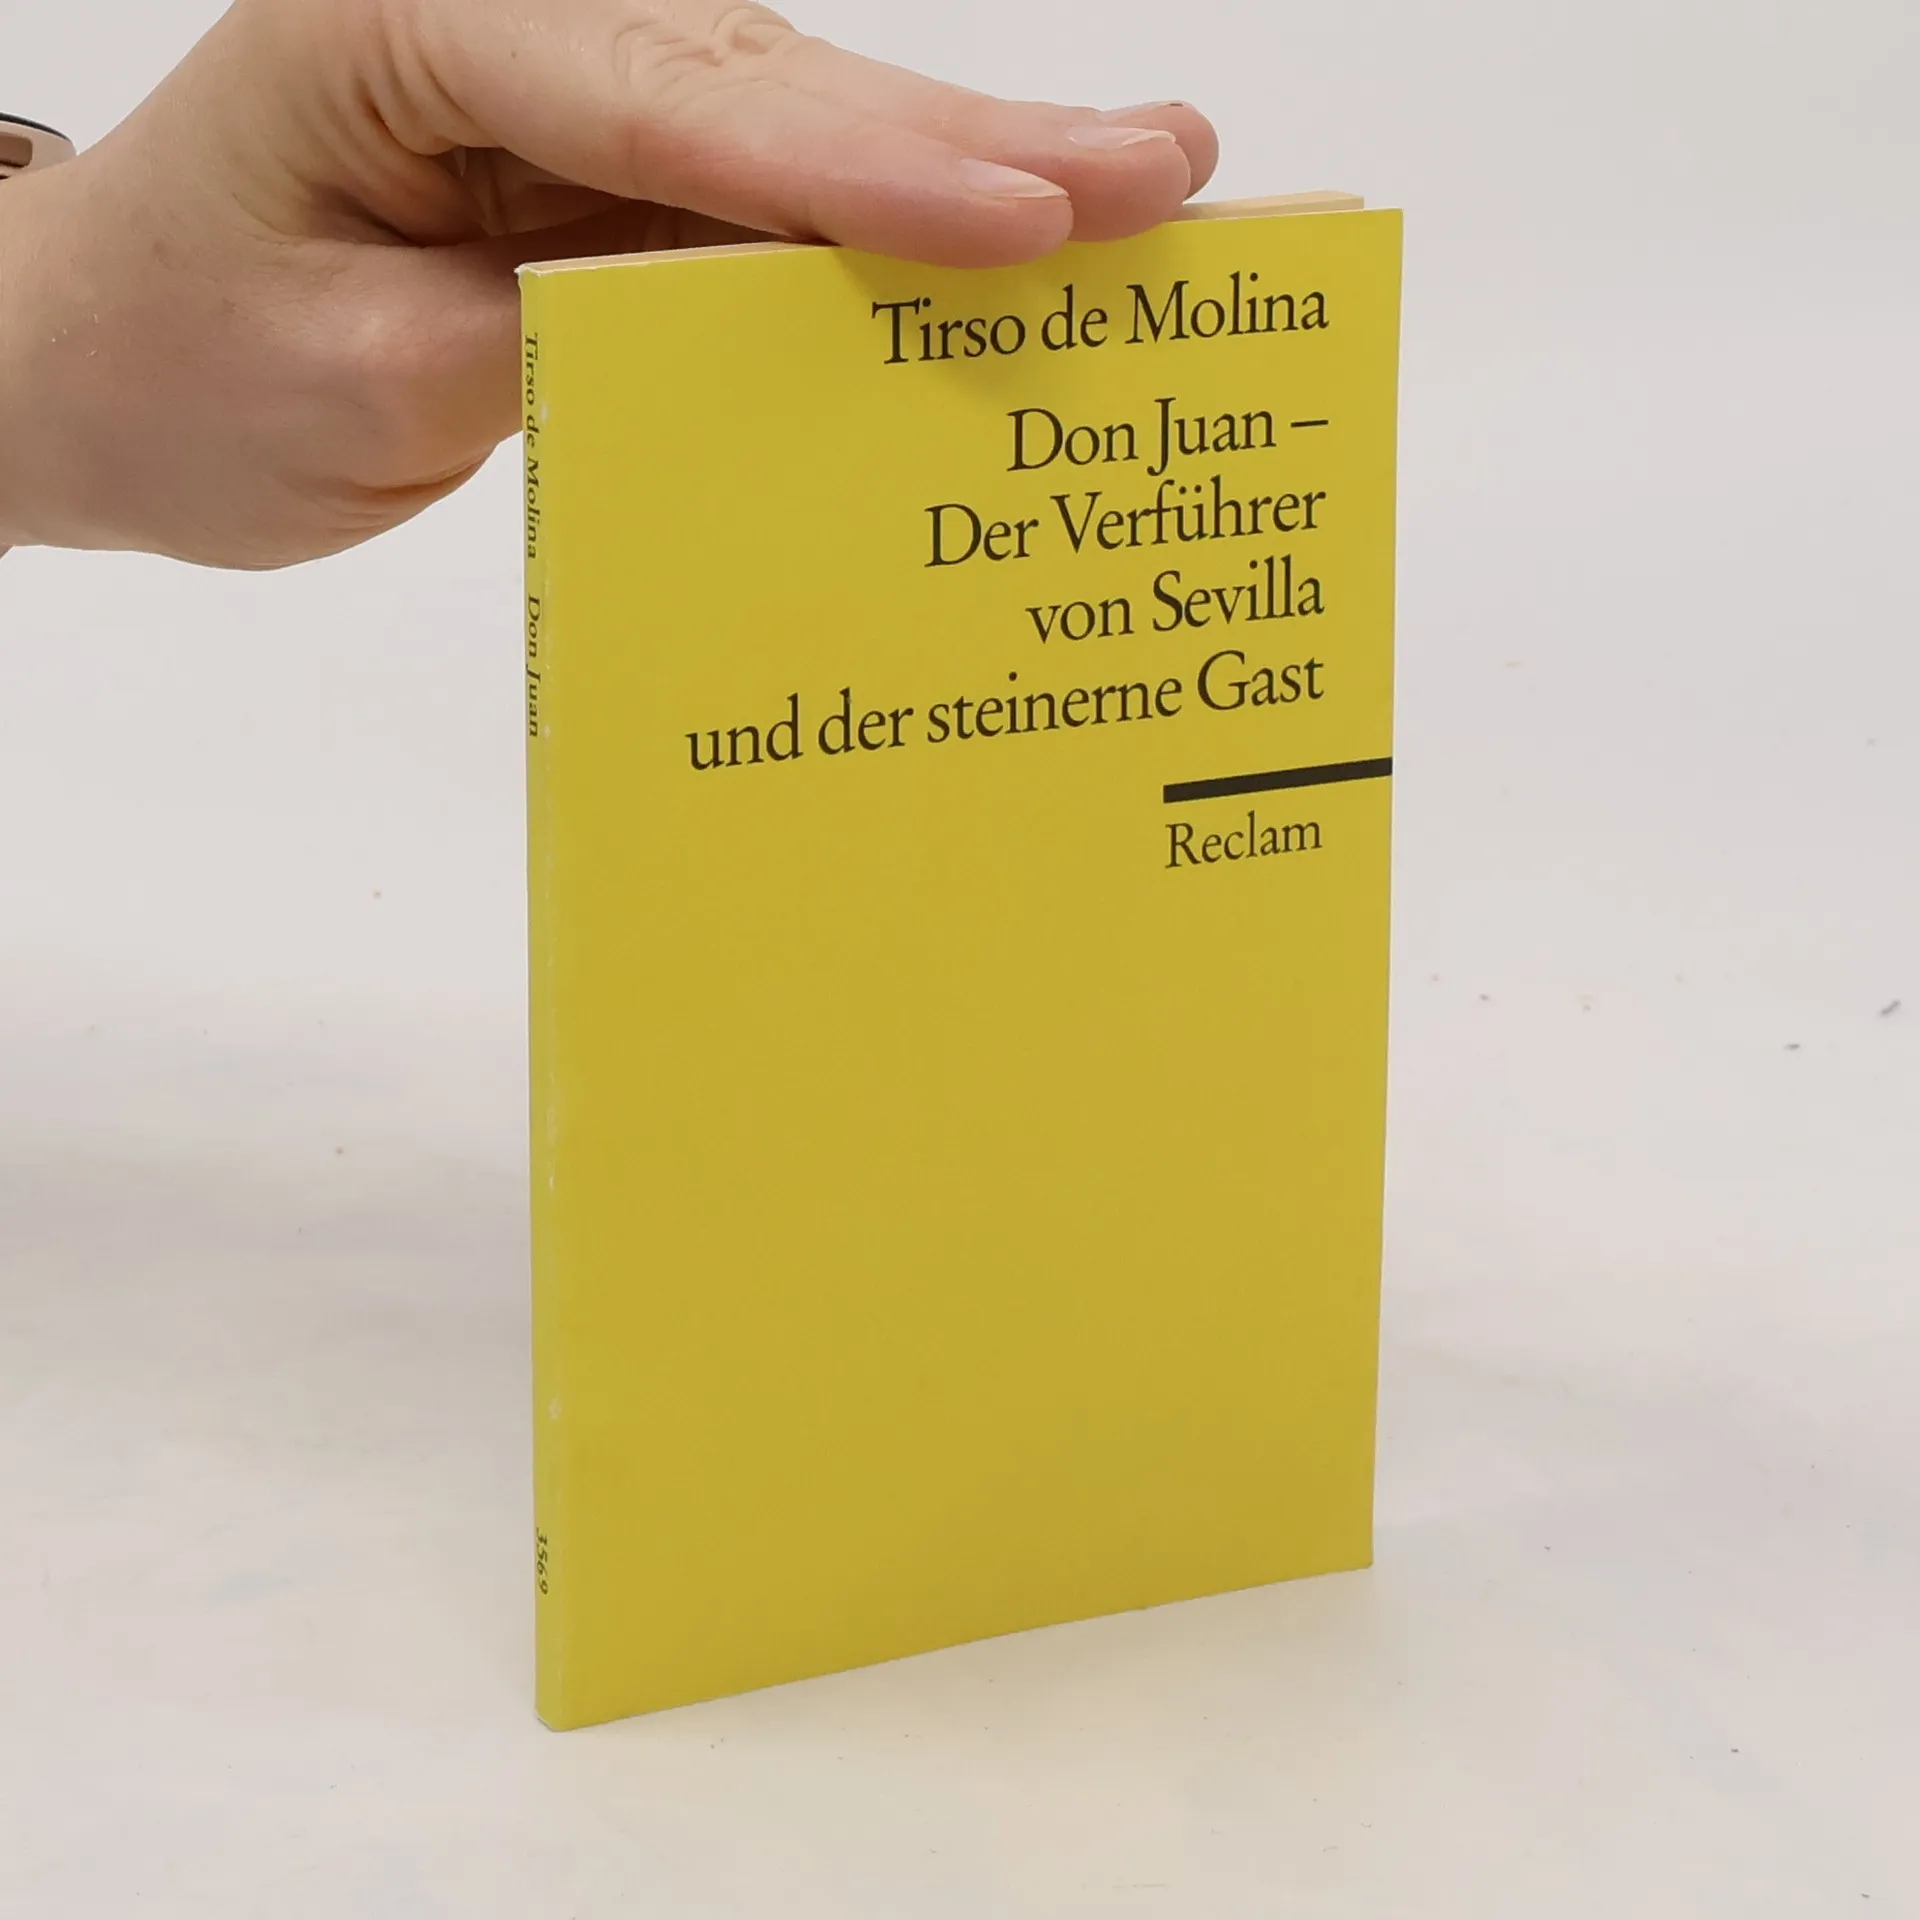 Tirso de Molina
Don Juan –
Der Verführer
von Sevilla
und der steinerne Gast
Reclam
Tirso de Molina Don Juan
3569